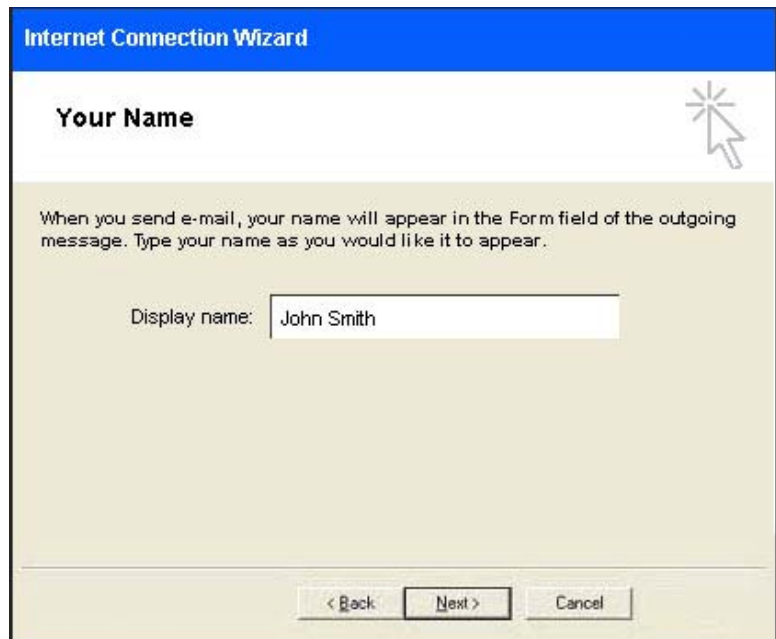 Internet Connection Wizard
Your Name
When you send e-mail, your name will appear in the Form field of the outgoing
message. Type your name as you would like it to appear.
Display name: John Smith
< Back Next > Cancel